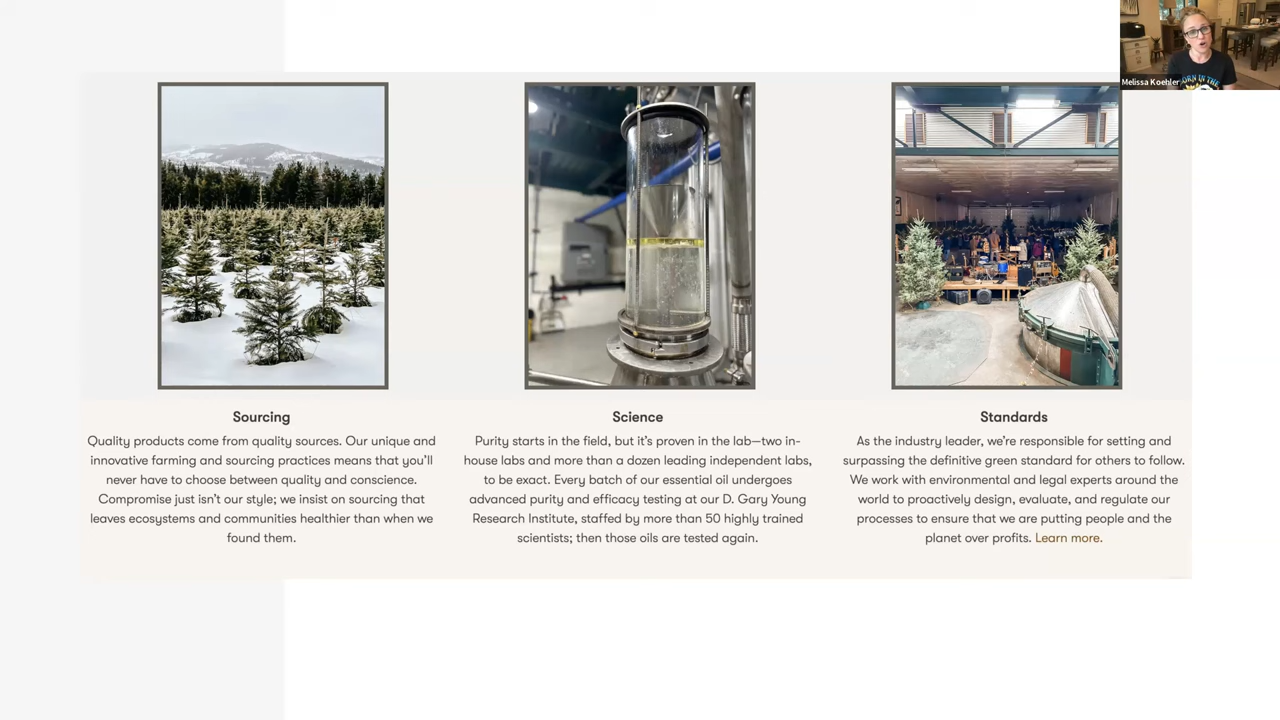 Melissa Koehler
Sourcing
Quality products come from quality sources. Our unique and
innovative farming and sourcing practices means that you'll
never have to choose between quality and conscience.
Compromise just isn't our style; we insist on sourcing that
leaves ecosystems and communities healthier than when we
found them.
Science
Purity starts in the field, but it's proven in the lab—two in-
house labs and more than a dozen leading independent labs,
to be exact. Every batch of our essential oil undergoes
advanced purity and efficacy testing at our D. Gary Young
Research Institute, staffed by more than 50 highly trained
scientists; then those oils are tested again.
Standards
As the industry leader, we're responsible for setting and
surpassing the definitive green standard for others to follow.
We work with environmental and legal experts around the
world to proactively design, evaluate, and regulate our
processes to ensure that we are putting people and the
planet over profits. Learn more.